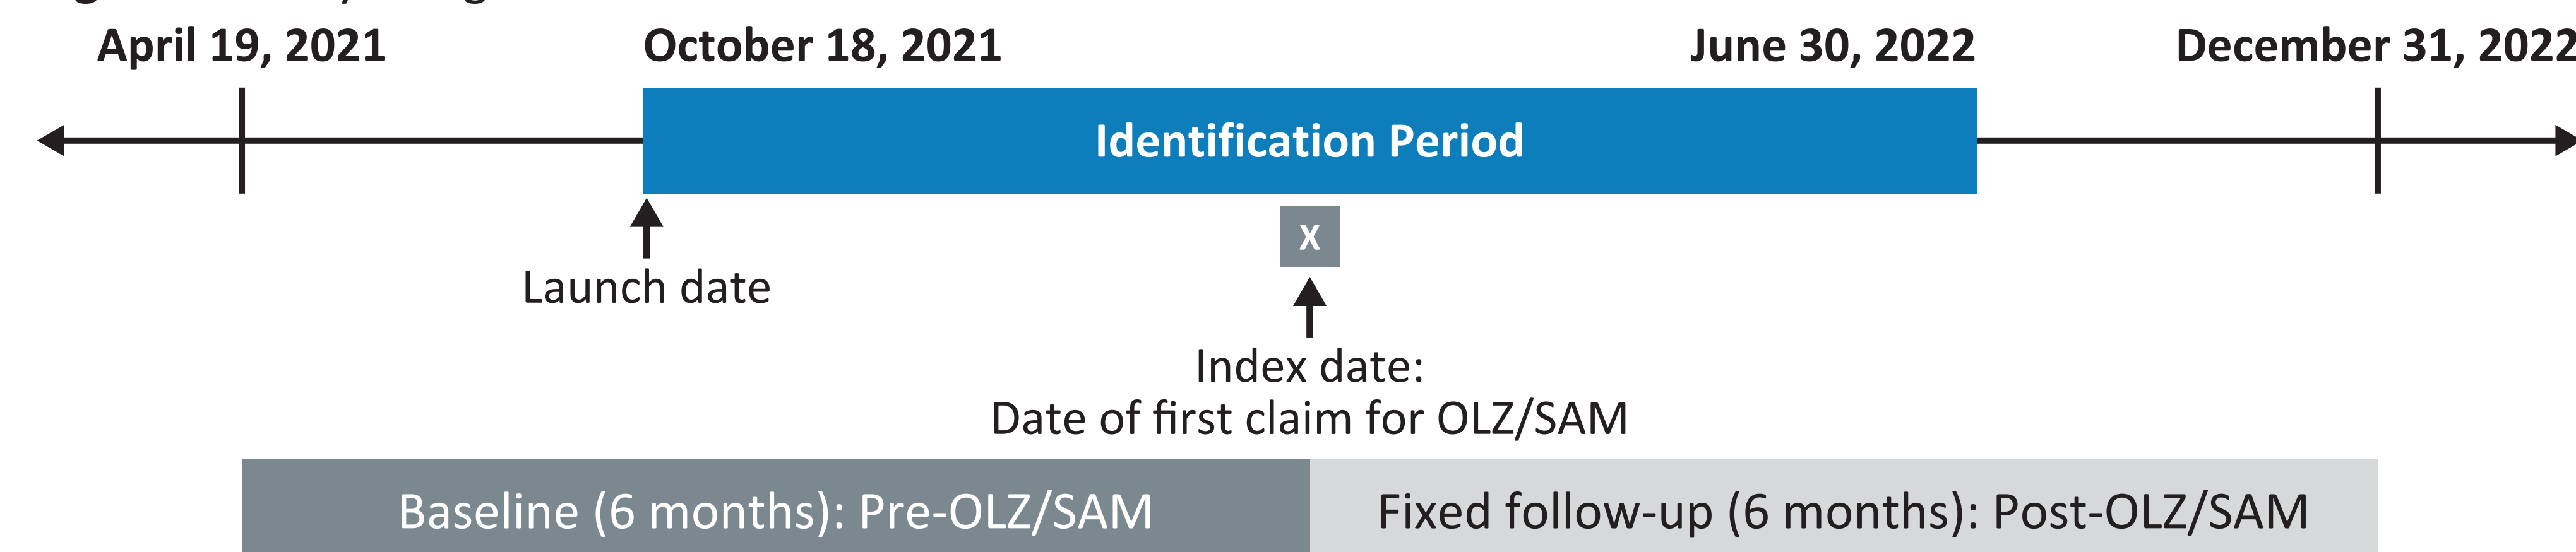 April 19, 2021
October 18, 2021
June 30, 2022
December 31, 2022
Identification Period
X
Launch date
Index date:
Date of first claim for OLZ/SAM
Baseline (6 months): Pre-OLZ/SAM
Fixed follow-up (6 months): Post-OLZ/SAM